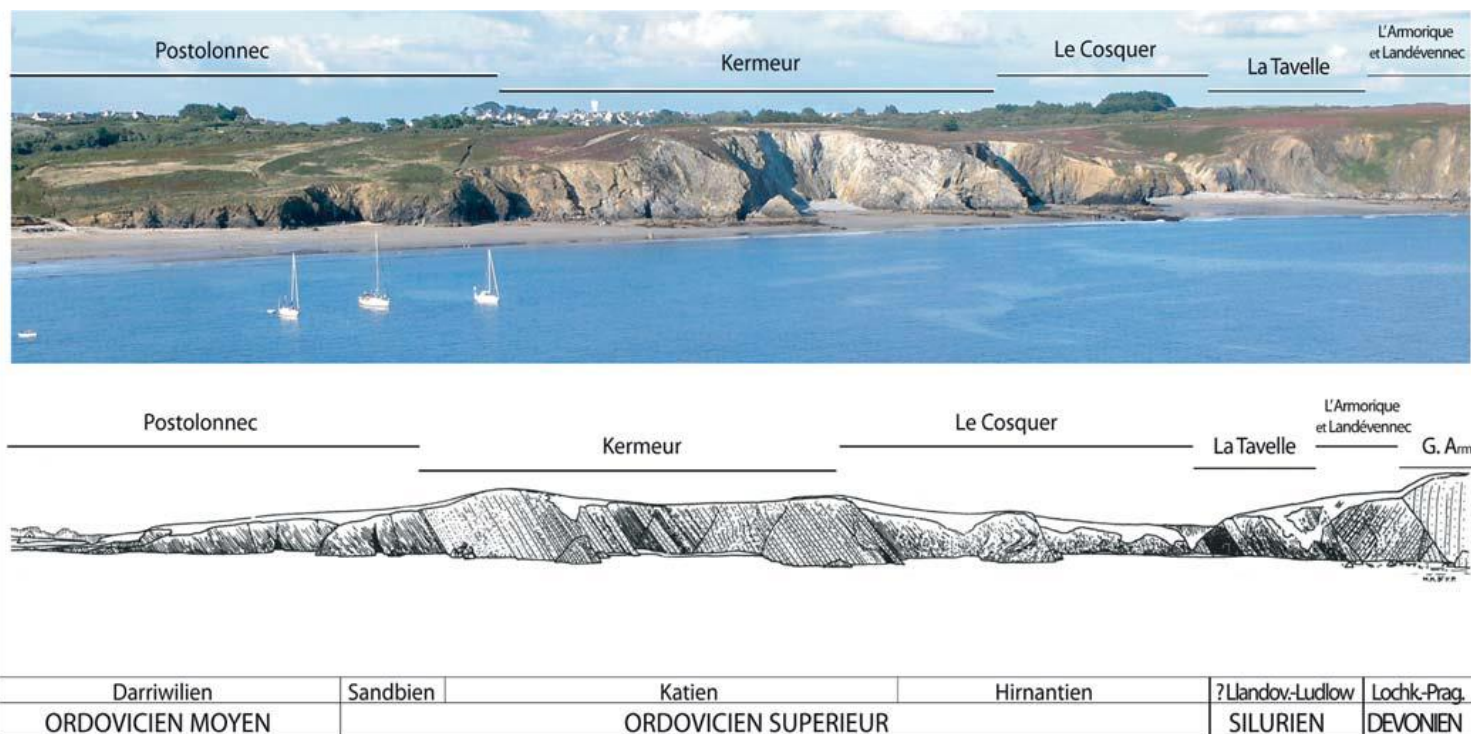 Postolonnec
Kermeur
Le Cosquer
La Tavelle
L'Armorique
et Landévennec
Postolonnec
Kermeur
Le Cosquer
La Tavelle
L'Armorique
et Landévennec
G. Arm
Darriwilien
Sandbien
Katien
Hirnantien
? Llandov.-Ludlow
Lochk.-Prag.
ORDOVICIEN MOYEN
ORDOVICIEN SUPERIEUR
SILURIEN
DEVONIEN